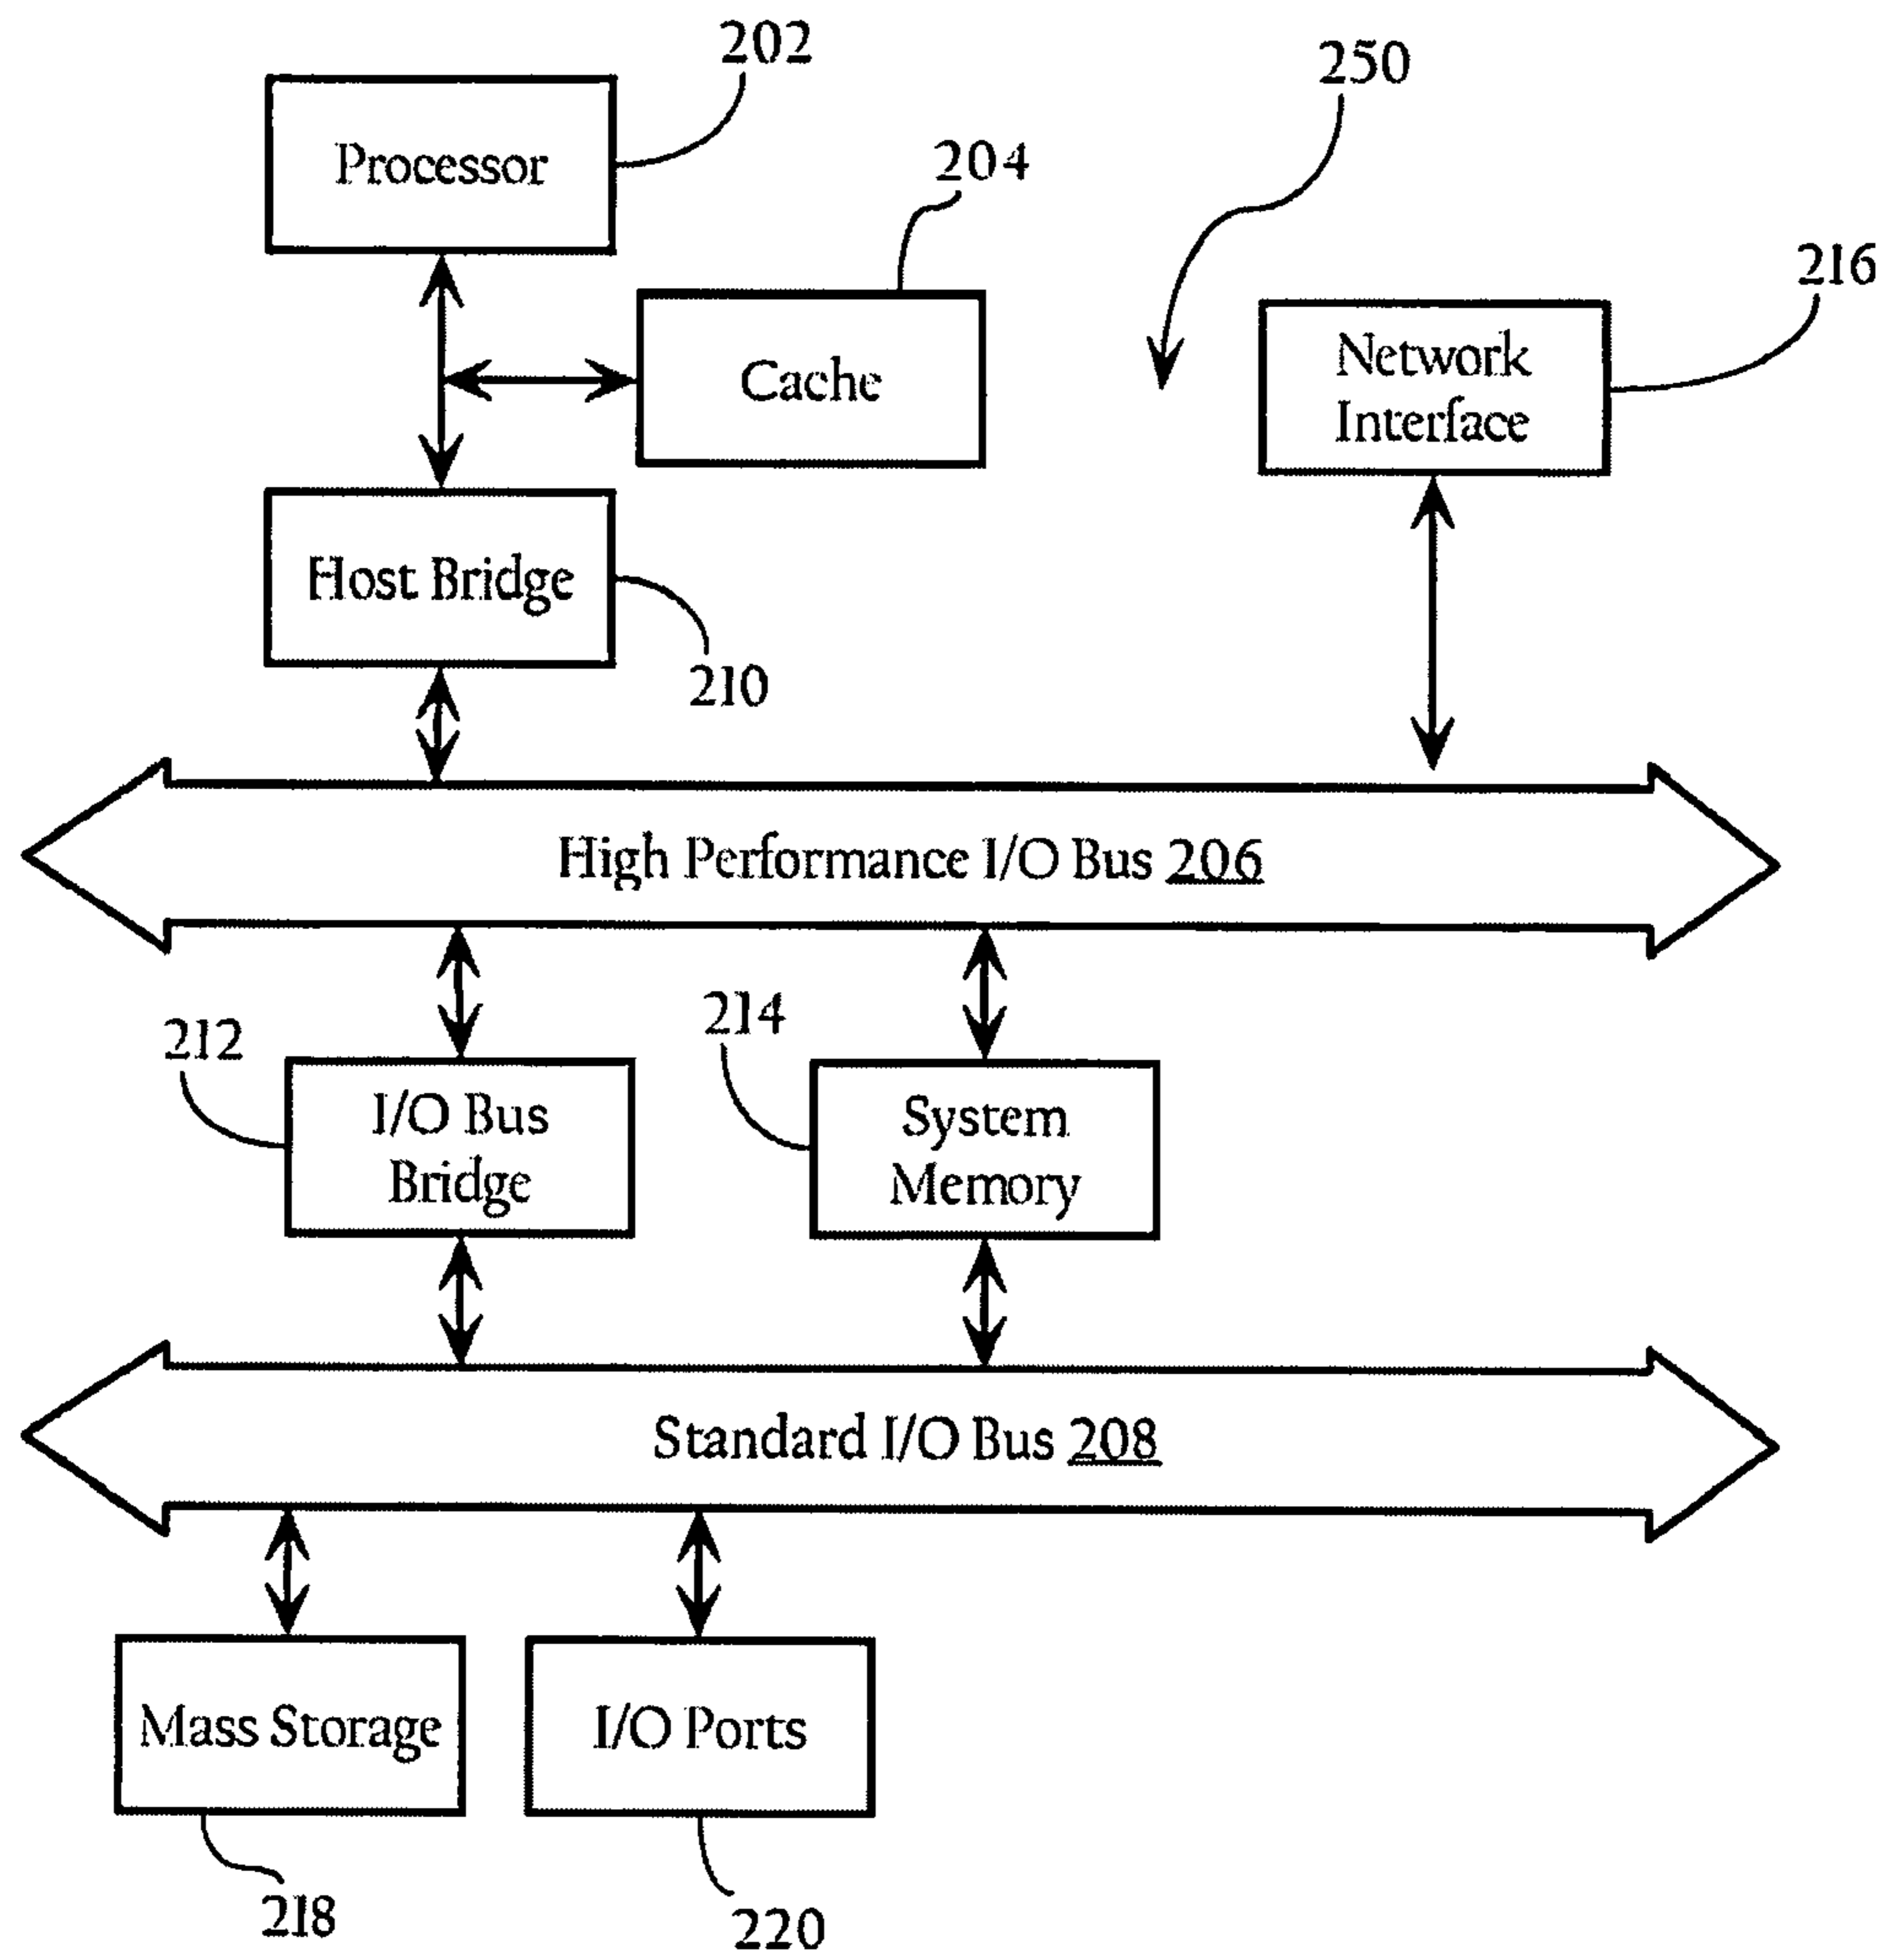 202
250
Processor
204
216
Network
Interface
Cache
Host Bridge
210
High Performance I/O Bus 206
212
214
I/O Bus
Bridge
System
Memory
Standard I/O Bus 208
Mass Storage
I/O Ports
218
220